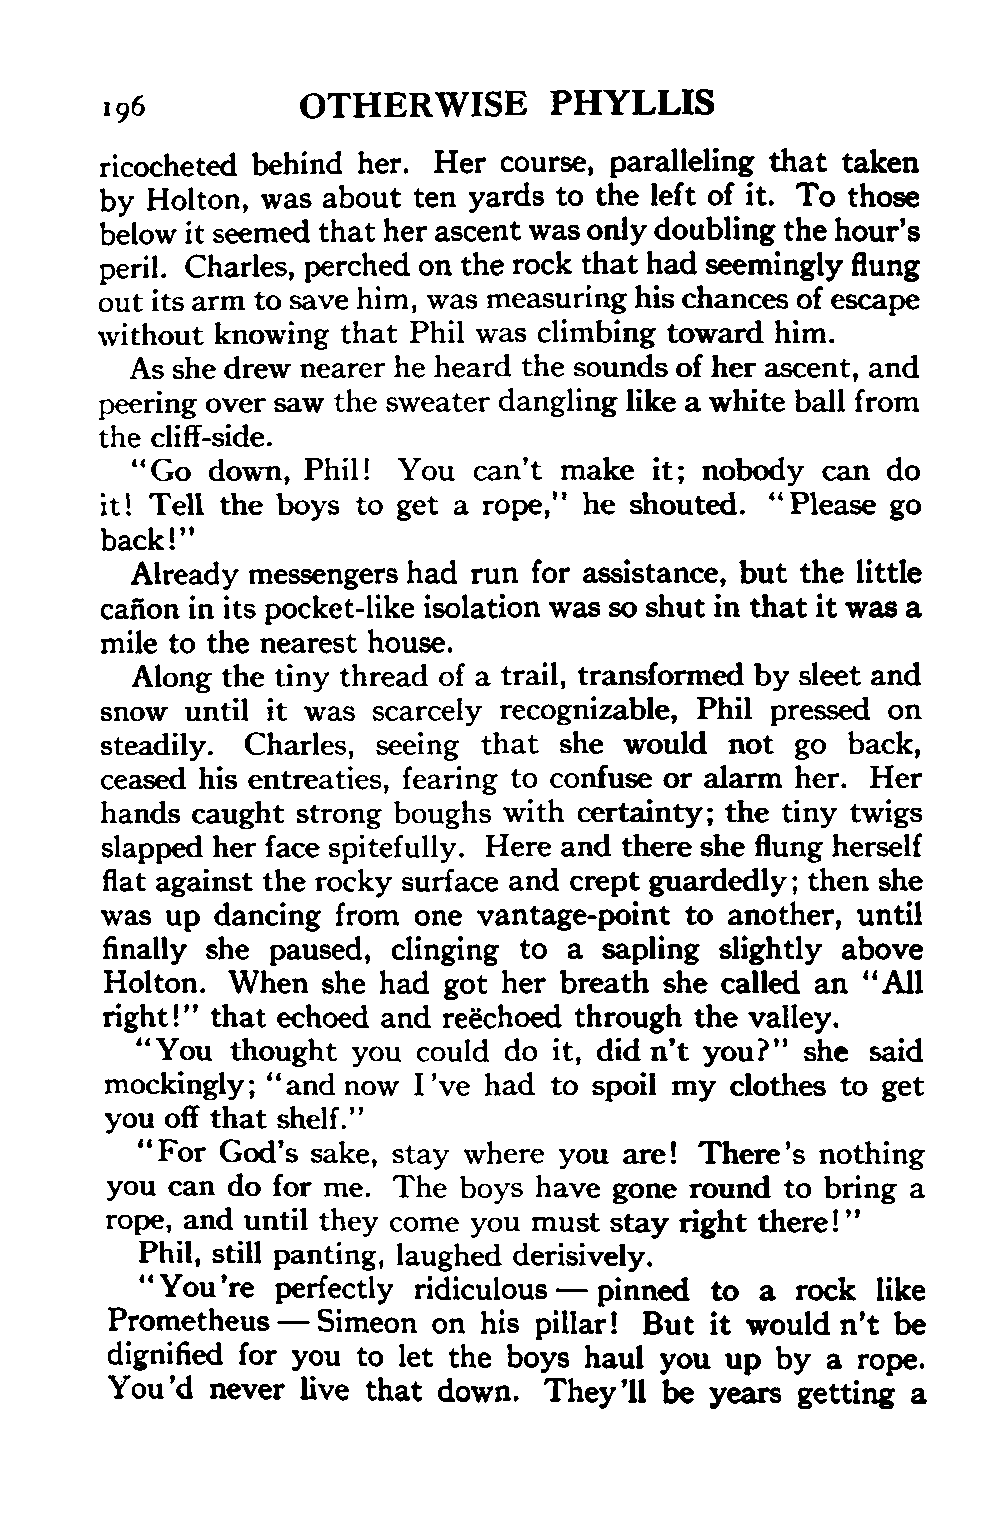 196 OTHERWISE PHYLLIS
ricocheted behind her. Her course, paralleling that taken
by Holton, was about ten yards to the left of it. To those
below it seemed that her ascent was only doubling the hour's
peril. Charles, perched on the rock that had seemingly flung
out its arm to save him, was measuring his chances of escape
without knowing that Phil was climbing toward him.
As she drew nearer he heard the sounds of her ascent, and
peering over saw the sweater dangling like a white ball from
the cliff-side.
"Go down, Phil! You can't make it; nobody can do
it! Tell the boys to get a rope," he shouted. "Please go
back!"
Already messengers had run for assistance, but the little
cañon in its pocket-like isolation was so shut in that it was a
mile to the nearest house.
Along the tiny thread of a trail, transformed by sleet and
snow until it was scarcely recognizable, Phil pressed on
steadily. Charles, seeing that she would not go back,
ceased his entreaties, fearing to confuse or alarm her. Her
hands caught strong boughs with certainty; the tiny twigs
slapped her face spitefully. Here and there she flung herself
flat against the rocky surface and crept guardedly; then she
was up dancing from one vantage-point to another, until
finally she paused, clinging to a sapling slightly above
Holton. When she had got her breath she called an "All
right!" that echoed and reëchoed through the valley.
"You thought you could do it, did n't you?" she said
mockingly; "and now I 've had to spoil my clothes to get
you off that shelf."
"For God's sake, stay where you are! There 's nothing
you can do for me. The boys have gone round to bring a
rope, and until they come you must stay right there!"
Phil, still panting, laughed derisively.
"You 're perfectly ridiculous — pinned to a rock like
Prometheus — Simeon on his pillar! But it would n't be
dignified for you to let the boys haul you up by a rope.
You 'd never live that down. They 'll be years getting a